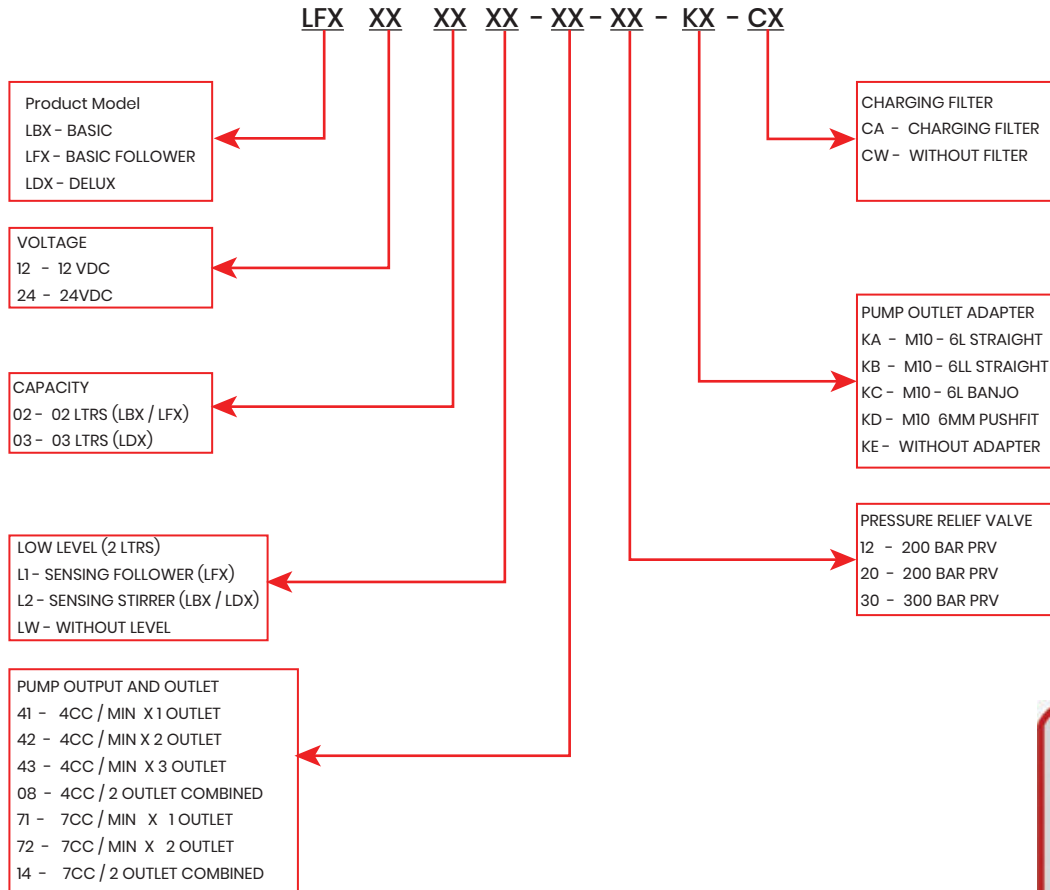 LFX XX XX XX - XX - XX - KX - CX
Product Model
LBX - BASIC
LFX - BASIC FOLLOWER
LDX - DELUX
VOLTAGE
12 - 12 VDC
24 - 24VDC
CAPACITY
02 - 02 LTRS (LBX / LFX)
03 - 03 LTRS (LDX)
LOW LEVEL (2 LTRS)
L1 - SENSING FOLLOWER (LFX)
L2 - SENSING STIRRER (LBX / LDX)
LW - WITHOUT LEVEL
PUMP OUTPUT AND OUTLET
41 - 4CC / MIN X 1 OUTLET
42 - 4CC / MIN X 2 OUTLET
43 - 4CC / MIN X 3 OUTLET
08 - 4CC / 2 OUTLET COMBINED
71 - 7CC / MIN X 1 OUTLET
72 - 7CC / MIN X 2 OUTLET
14 - 7CC / 2 OUTLET COMBINED
CHARGING FILTER
CA - CHARGING FILTER
CW - WITHOUT FILTER
PUMP OUTLET ADAPTER
KA - M10 - 6L STRAIGHT
KB - M10 - 6LL STRAIGHT
KC - M10 - 6L BANJO
KD - M10 6MM PUSHFIT
KE - WITHOUT ADAPTER
PRESSURE RELIEF VALVE
12 - 200 BAR PRV
20 - 200 BAR PRV
30 - 300 BAR PRV